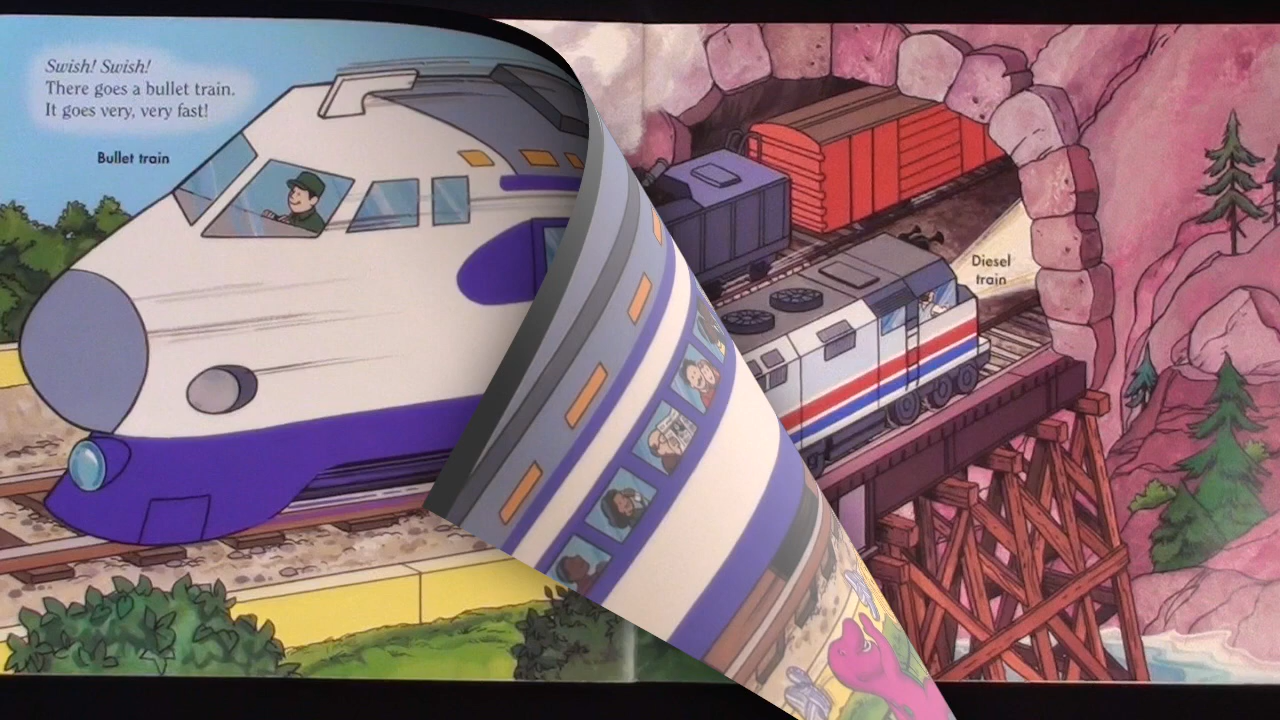 Swish! Swish!
There goes a bullet train.
It goes very, very fast!
Bullet train
Diesel
train